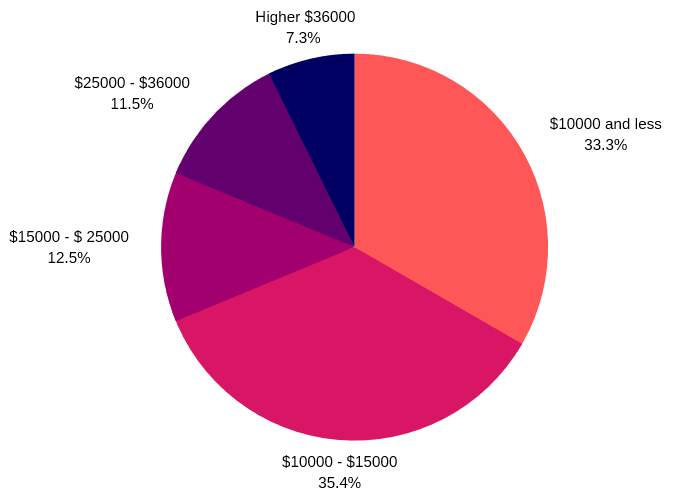 Higher $36000
7.3%
$25000 - $36000
11.5%
$10000 and less
33.3%
$15000 - $ 25000
12.5%
$10000 - $15000
35.4%